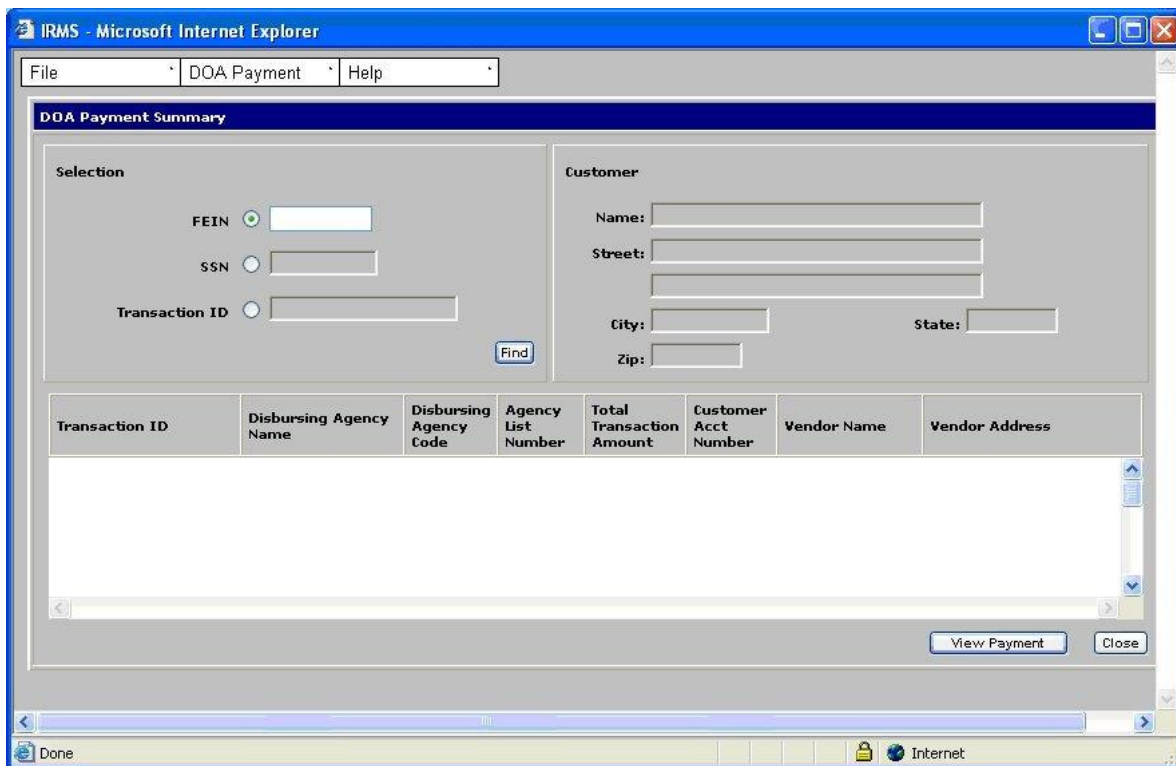 IRMS - Microsoft Internet Explorer
File DOA Payment Help
DOA Payment Summary
Selection
FEIN
SSN
Transaction ID
Find
Customer
Name:
Street:
City: State:
Zip:
Transaction ID
Disbursing Agency
Name
Disbursing
Agency
Code
Agency
List
Number
Total
Transaction
Amount
Customer
Acct
Number
Vendor Name
Vendor Address
View Payment Close
Done Internet